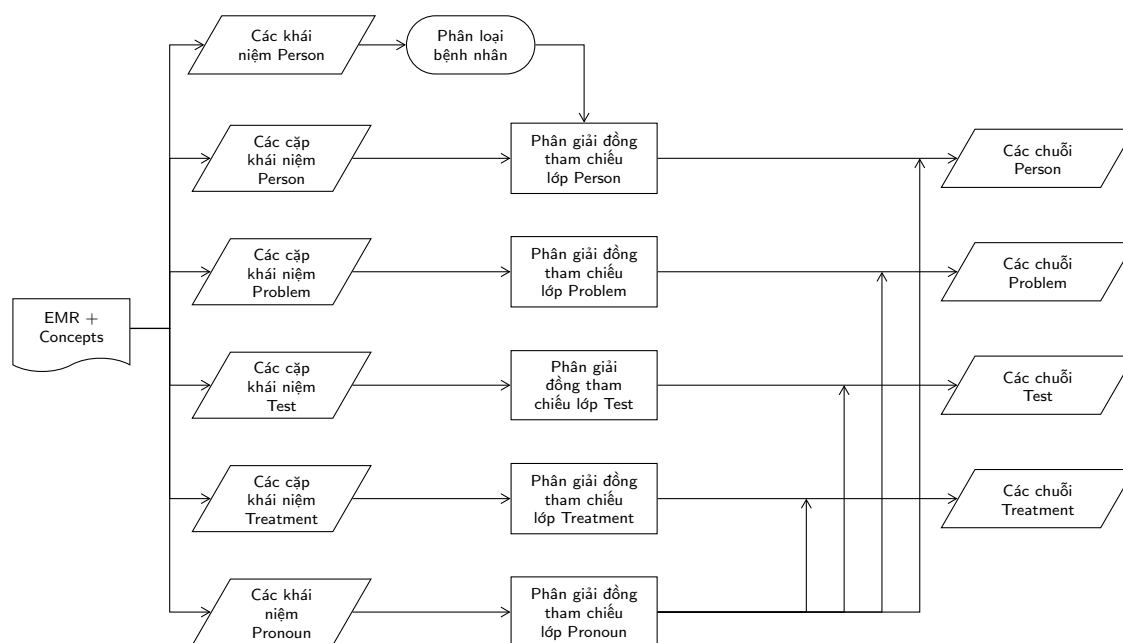 Các khái
niệm Person
Phân loại
bệnh nhân
Các cặp
khái niệm
Person
Phân giải đồng
tham chiếu
lớp Person
Các chuỗi
Person
Các cặp
khái niệm
Problem
Phân giải đồng
tham chiếu
lớp Problem
Các chuỗi
Problem
EMR +
Concepts
Các cặp
khái niệm
Test
Phân giải
đồng tham
chiếu lớp Test
Các chuỗi
Test
Các cặp
khái niệm
Treatment
Phân giải đồng
tham chiếu
lớp Treatment
Các chuỗi
Treatment
Các khái
niệm
Pronoun
Phân giải đồng
tham chiếu
lớp Pronoun